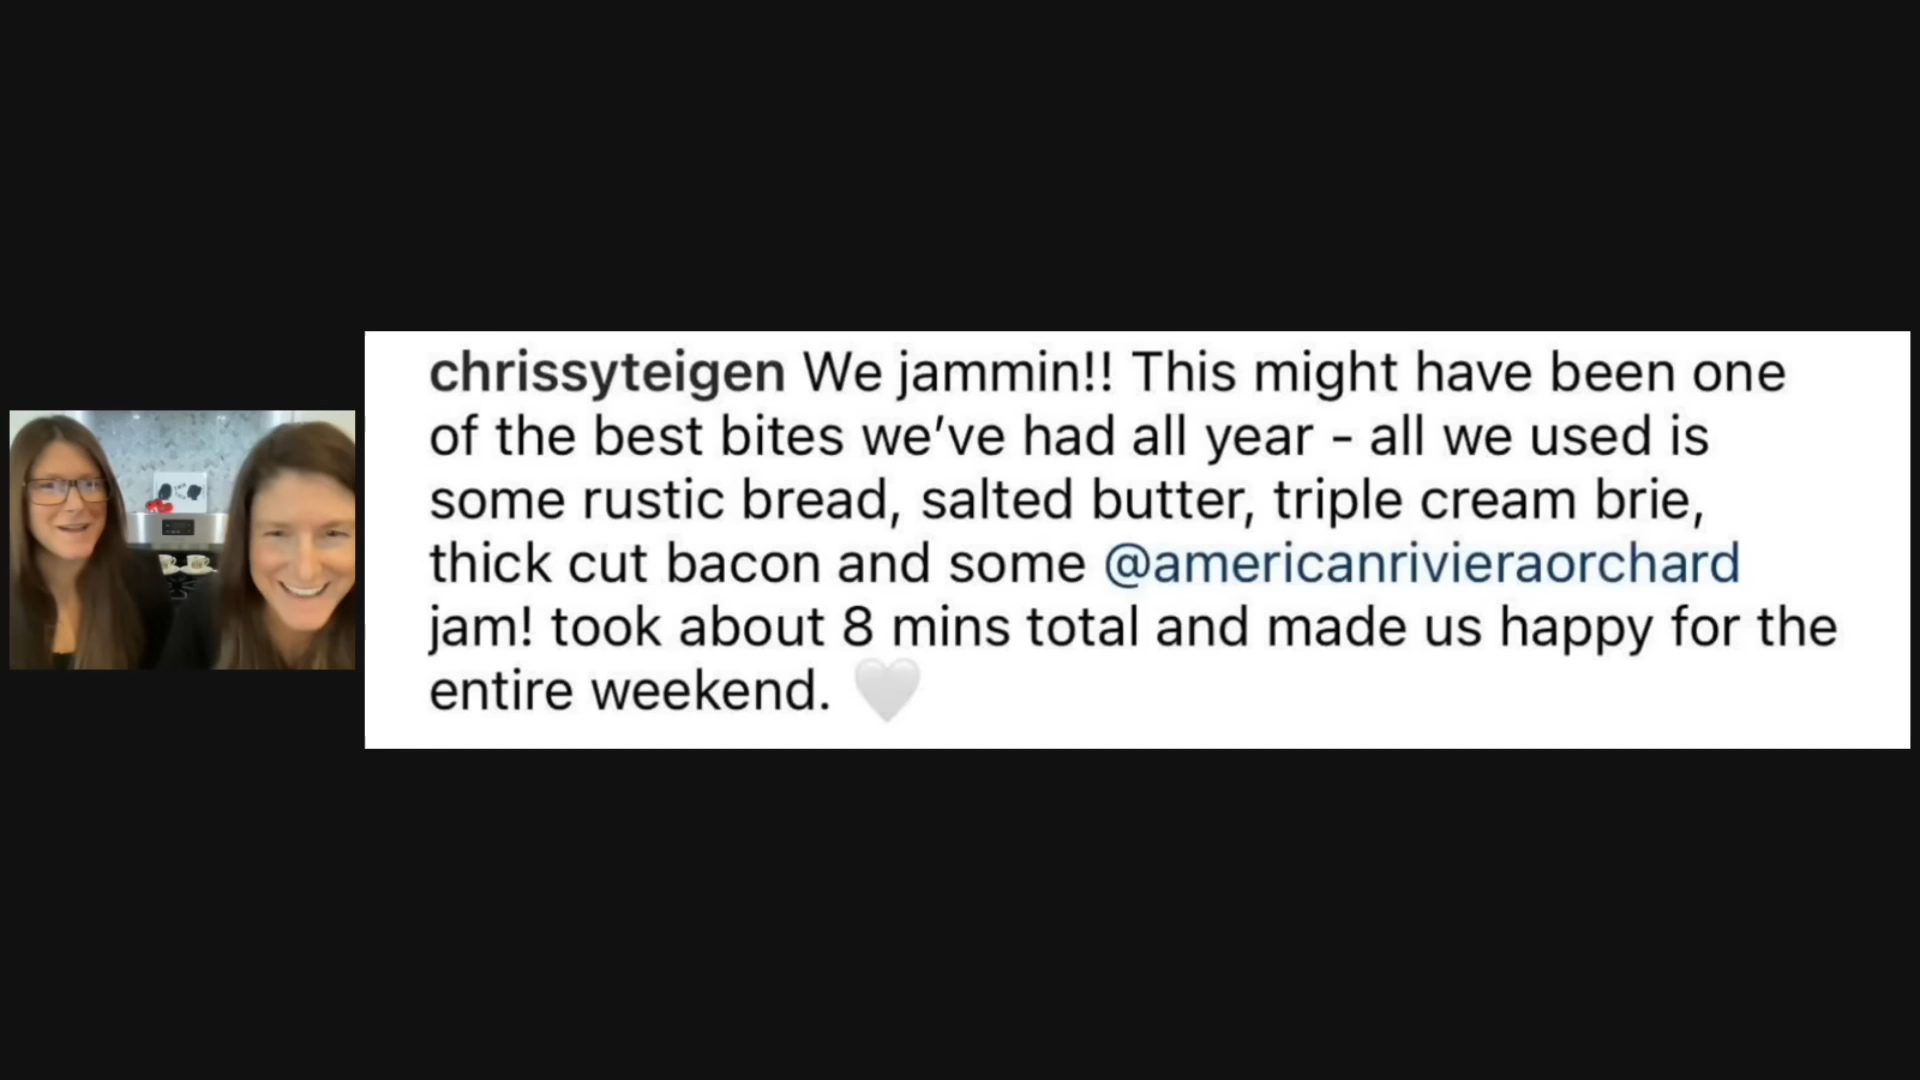 chrissyteigen We jammin!! This might have been one
of the best bites we’ve had all year - all we used is
some rustic bread, salted butter, triple cream brie,
thick cut bacon and some @americanrivieraorchard
jam! took about 8 mins total and made us happy for the
entire weekend. 🤍